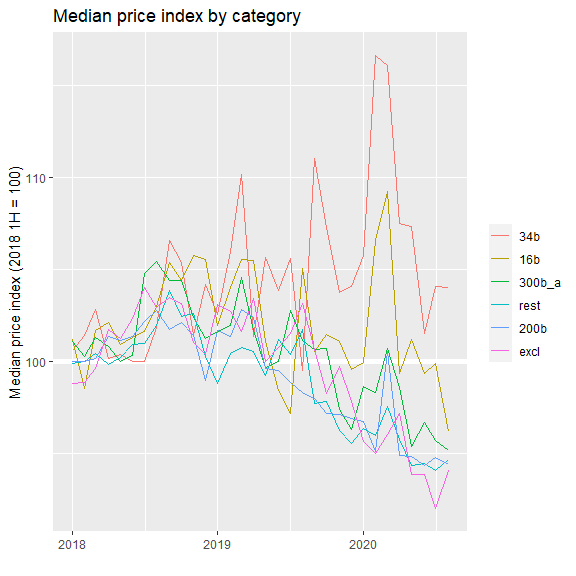 Median price index by category
Median price index (2018 1H = 100)
110
100
2018
2019
2020
34b
16b
300b_a
rest
200b
excl